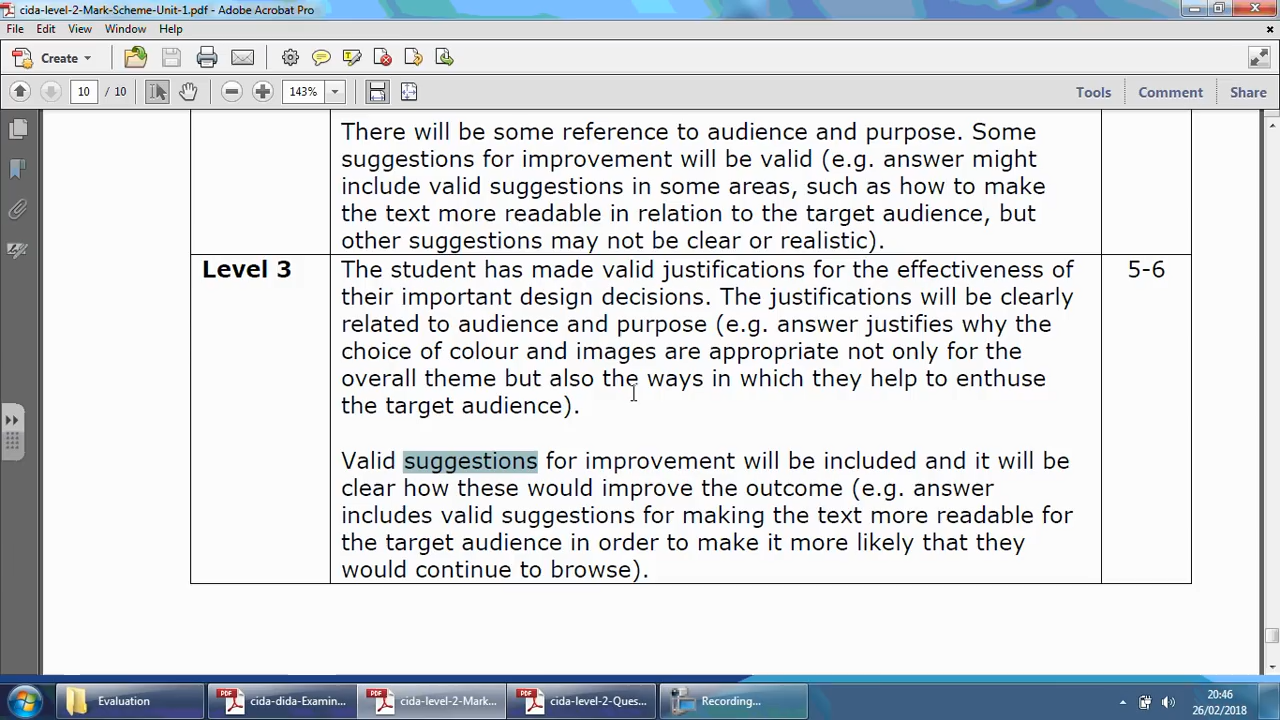 cida-level-2-Mark-Scheme-Unit-1.pdf - Adobe Acrobat Pro
File Edit View Window Help
Create
10 / 10 143% Tools Comment Share
There will be some reference to audience and purpose. Some
suggestions for improvement will be valid (e.g. answer might
include valid suggestions in some areas, such as how to make
the text more readable in relation to the target audience, but
other suggestions may not be clear or realistic).
Level 3 The student has made valid justifications for the effectiveness of 5-6
their important design decisions. The justifications will be clearly
related to audience and purpose (e.g. answer justifies why the
choice of colour and images are appropriate not only for the
overall theme but also the ways in which they help to enthuse
the target audience).
Valid suggestions for improvement will be included and it will be
clear how these would improve the outcome (e.g. answer
includes valid suggestions for making the text more readable for
the target audience in order to make it more likely that they
would continue to browse).
Evaluation cida-dida-Examin... cida-level-2-Mark... cida-level-2-Ques... Recording... 20:46
26/02/2018